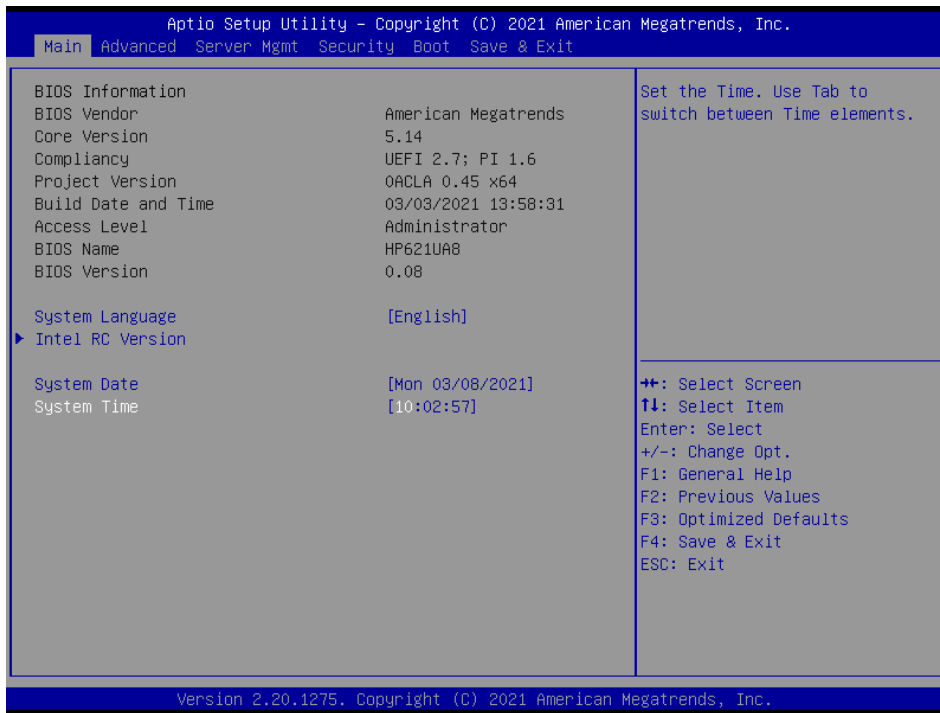 Aptio Setup Utility – Copyright (C) 2021 American Megatrends, Inc.
Main Advanced Server Mgmt Security Boot Save & Exit
BIOS Information
BIOS Vendor American Megatrends
Core Version 5.14
Compliancy UEFI 2.7; PI 1.6
Project Version 0ACLA 0.45 x64
Build Date and Time 03/03/2021 13:58:31
Access Level Administrator
BIOS Name HP621UA8
BIOS Version 0.08
System Language [English]
▶ Intel RC Version
System Date [Mon 03/08/2021]
System Time [10:02:57]
Set the Time. Use Tab to
switch between Time elements.
→←: Select Screen
↑↓: Select Item
Enter: Select
+/-: Change Opt.
F1: General Help
F2: Previous Values
F3: Optimized Defaults
F4: Save & Exit
ESC: Exit
Version 2.20.1275. Copyright (C) 2021 American Megatrends, Inc.